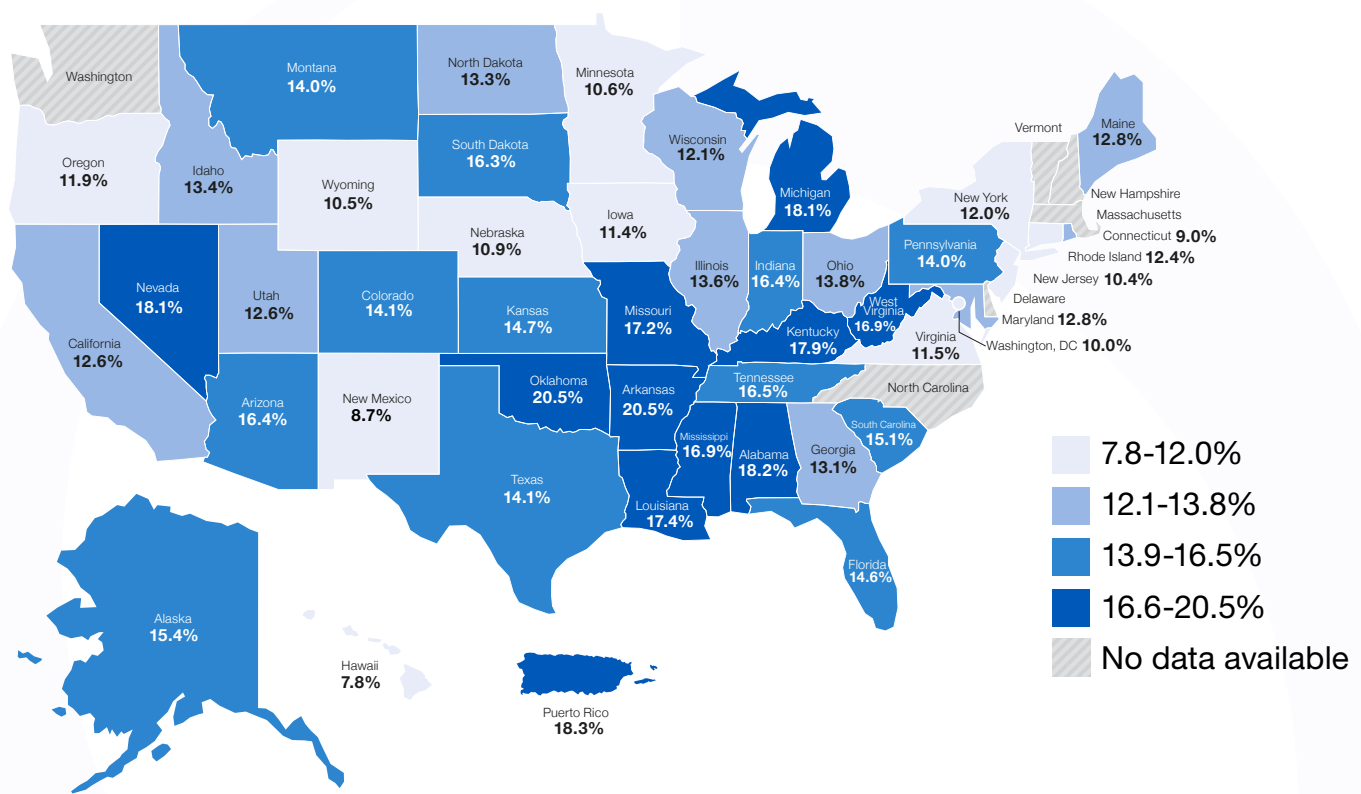 Washington
Montana
14.0%
North Dakota
13.3%
Minnesota
10.6%
Oregon
11.9%
Idaho
13.4%
Wyoming
10.5%
South Dakota
16.3%
Wisconsin
12.1%
Michigan
18.1%
Vermont
Maine
12.8%
New York
12.0%
New Hampshire
Massachusetts
Connecticut 9.0%
Rhode Island 12.4%
New Jersey 10.4%
Delaware
Maryland 12.8%
Washington, DC 10.0%
Nevada
18.1%
Utah
12.6%
Colorado
14.1%
Nebraska
10.9%
Iowa
11.4%
Kansas
14.7%
Missouri
17.2%
Illinois
13.6%
Indiana
16.4%
Ohio
13.8%
Pennsylvania
14.0%
West
Virginia
16.9%
Kentucky
17.9%
Virginia
11.5%
California
12.6%
Arizona
16.4%
New Mexico
8.7%
Oklahoma
20.5%
Arkansas
20.5%
Tennessee
16.5%
North Carolina
Texas
14.1%
Louisiana
17.4%
Mississippi
16.9%
Alabama
18.2%
Georgia
13.1%
South Carolina
15.1%
Florida
14.6%
Alaska
15.4%
Hawaii
7.8%
Puerto Rico
18.3%
7.8-12.0%
12.1-13.8%
13.9-16.5%
16.6-20.5%
No data available